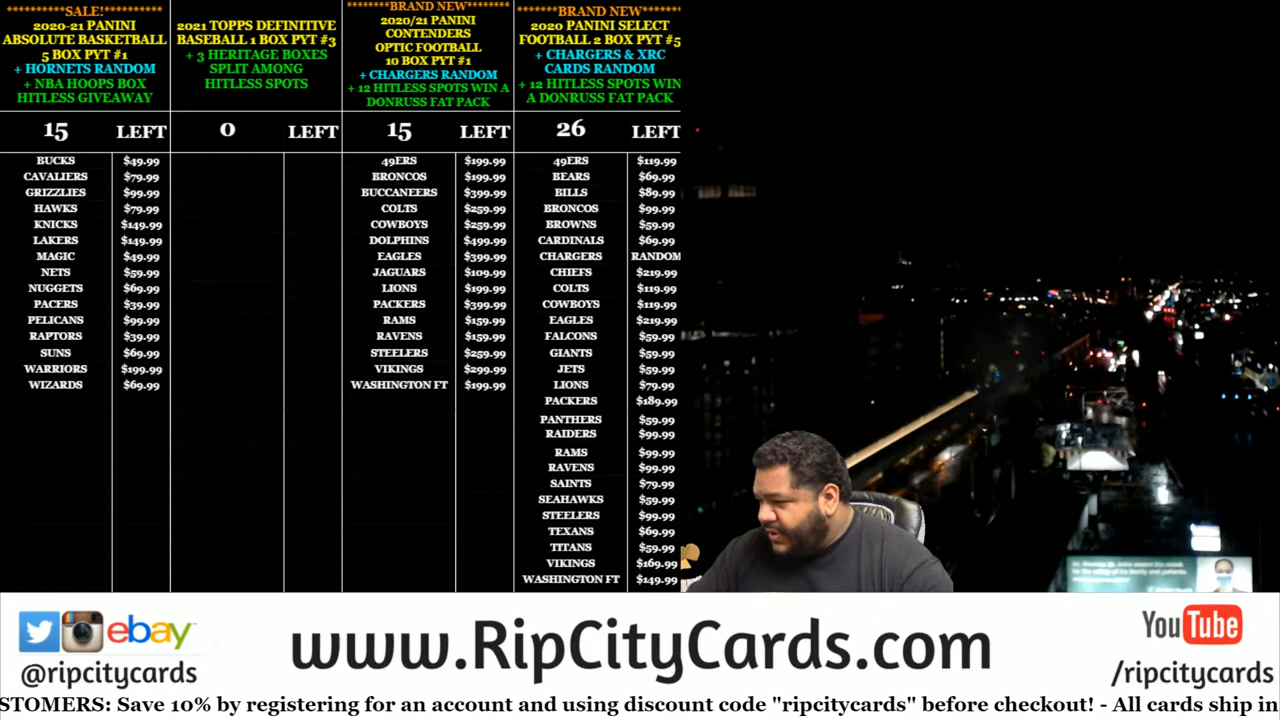 **********SALE!***********
2020-21 PANINI
ABSOLUTE BASKETBALL
5 BOX PYT #1
+ HORNETS RANDOM
+ NBA HOOPS BOX
HITLESS GIVEAWAY
15 LEFT
BUCKS $49.99
CAVALIERS $79.99
GRIZZLIES $99.99
HAWKS $79.99
KNICKS $149.99
LAKERS $149.99
MAGIC $49.99
NETS $59.99
NUGGETS $69.99
PACERS $39.99
PELICANS $99.99
RAPTORS $39.99
SUNS $69.99
WARRIORS $199.99
WIZARDS $69.99
2021 TOPPS DEFINITIVE
BASEBALL 1 BOX PYT #3
+ 3 HERITAGE BOXES
SPLIT AMONG
HITLESS SPOTS
0 LEFT
********BRAND NEW********
2020/21 PANINI
CONTENDERS
OPTIC FOOTBALL
10 BOX PYT #1
+ CHARGERS RANDOM
+ 12 HITLESS SPOTS WIN A
DONRUSS FAT PACK
15 LEFT
49ERS $199.99
BRONCOS $199.99
BUCCANEERS $399.99
COLTS $259.99
COWBOYS $259.99
DOLPHINS $499.99
EAGLES $399.99
JAGUARS $109.99
LIONS $199.99
PACKERS $399.99
RAMS $159.99
RAVENS $159.99
STEELERS $259.99
VIKINGS $299.99
WASHINGTON FT $199.99
*******BRAND NEW*******
2020 PANINI SELECT
FOOTBALL 2 BOX PYT #5
+ CHARGERS & XRC
CARDS RANDOM
+ 12 HITLESS SPOTS WIN
A DONRUSS FAT PACK
26 LEFT
49ERS $119.99
BEARS $69.99
BILLS $89.99
BRONCOS $99.99
BROWNS $59.99
CARDINALS $69.99
CHARGERS RANDOM
CHIEFS $219.99
COLTS $119.99
COWBOYS $119.99
EAGLES $219.99
FALCONS $59.99
GIANTS $59.99
JETS $59.99
LIONS $79.99
PACKERS $189.99
PANTHERS $59.99
RAIDERS $99.99
RAMS $99.99
RAVENS $99.99
SAINTS $79.99
SEAHAWKS $59.99
STEELERS $99.99
TEXANS $69.99
TITANS $59.99
VIKINGS $169.99
WASHINGTON FT $149.99
ebay
@ripcitycards
www.RipCityCards.com
YouTube
/ripcitycards
STOMERS: Save 10% by registering for an account and using discount code "ripcitycards" before checkout! - All cards ship in